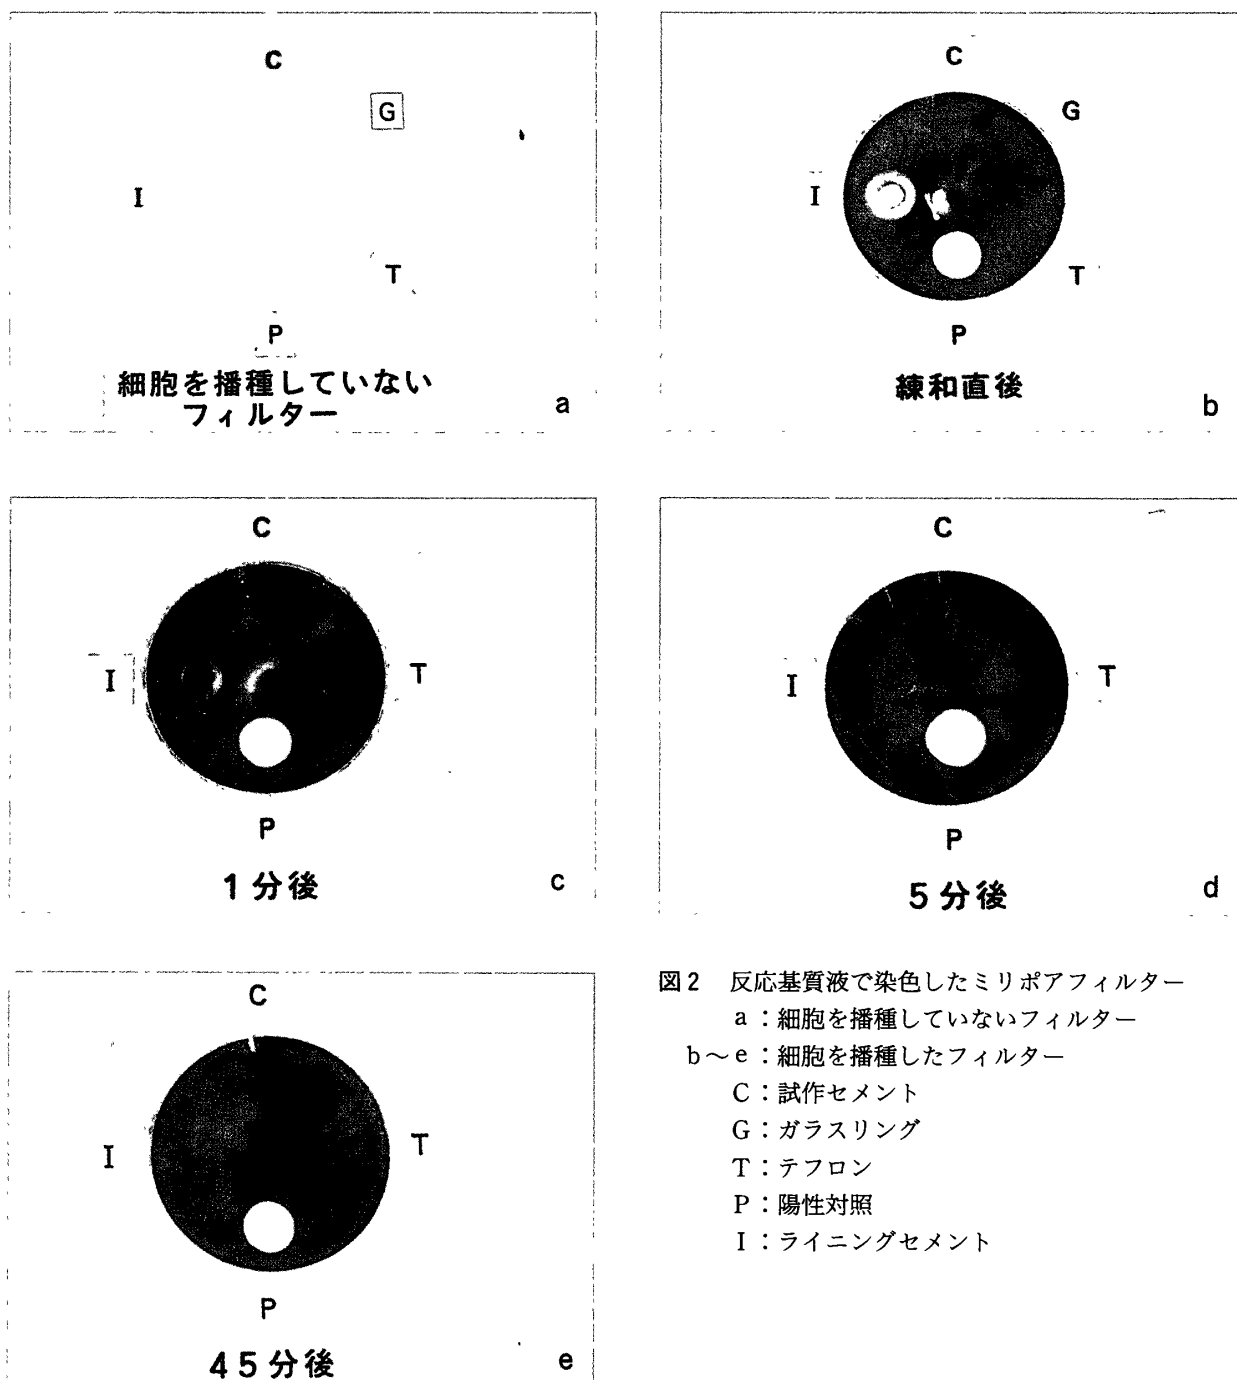 C
G
I
T
P
細胞を播種していない
フィルター
a
C
G
I
T
P
練和直後
b
C
I
T
P
1分後
c
C
I
T
P
5分後
d
C
I
T
P
45分後
e
図2 反応基質液で染色したミリポアフィルター
a:細胞を播種していないフィルター
b~e:細胞を播種したフィルター
C:試作セメント
G:ガラスリング
T:テフロン
P:陽性対照
I:ライニングセメント